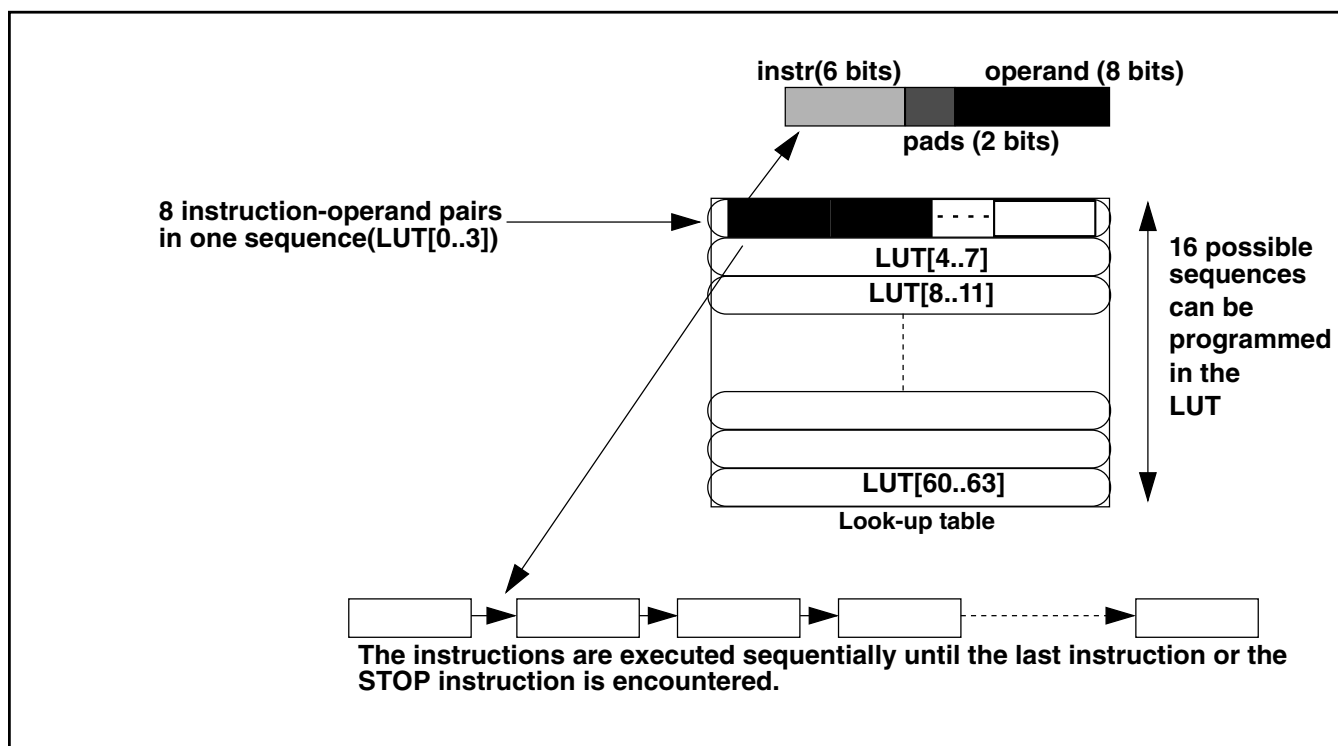 instr(6 bits)
operand (8 bits)
pads (2 bits)
8 instruction-operand pairs
in one sequence(LUT[0..3])
LUT[4..7]
LUT[8..11]
LUT[60..63]
Look-up table
16 possible
sequences
can be
programmed
in the
LUT
The instructions are executed sequentially until the last instruction or the
STOP instruction is encountered.